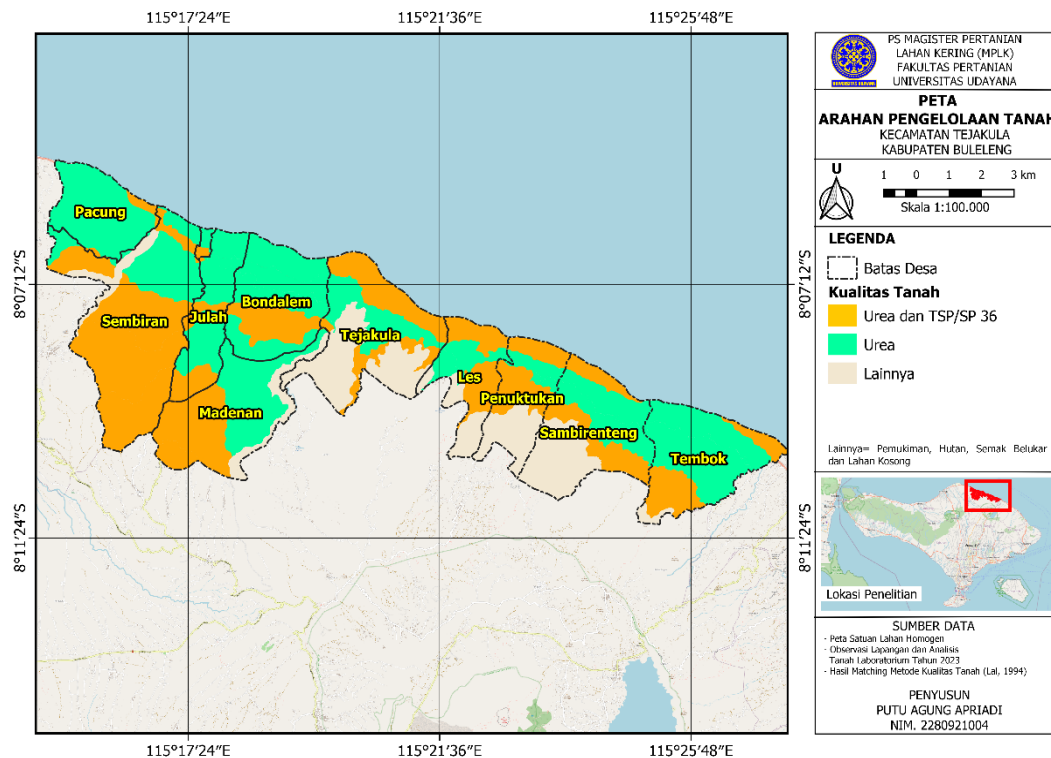 115°17′24″E
115°21′36″E
115°25′48″E
8°07′12″S
8°11′24″S
8°07′12″S
8°11′24″S
Pacung
Sembiran
Julah
Bondalem
Tejakula
Madenan
Les
Penuktukan
Sambirenteng
Tembok
115°17′24″E
115°21′36″E
115°25′48″E
PS MAGISTER PERTANIAN
LAHAN KERING (MPLK)
FAKULTAS PERTANIAN
UNIVERSITAS UDAYANA
PETA
ARAHAN PENGELOLAAN TANAH
KECAMATAN TEJAKULA
KABUPATEN BULELENG
U
1 0 1 2 3 km
Skala 1:100.000
LEGENDA
Batas Desa
Kualitas Tanah
Urea dan TSP/SP 36
Urea
Lainnya
Lainnya= Pemukiman, Hutan, Semak Belukar
dan Lahan Kosong
Lokasi Penelitian
SUMBER DATA
- Peta Satuan Lahan Homogen
- Observasi Lapangan dan Analisis
Tanah Laboratorium Tahun 2023
- Hasil Matching Metode Kualitas Tanah (Lal, 1994)
PENYUSUN
PUTU AGUNG APRIADI
NIM. 2280921004